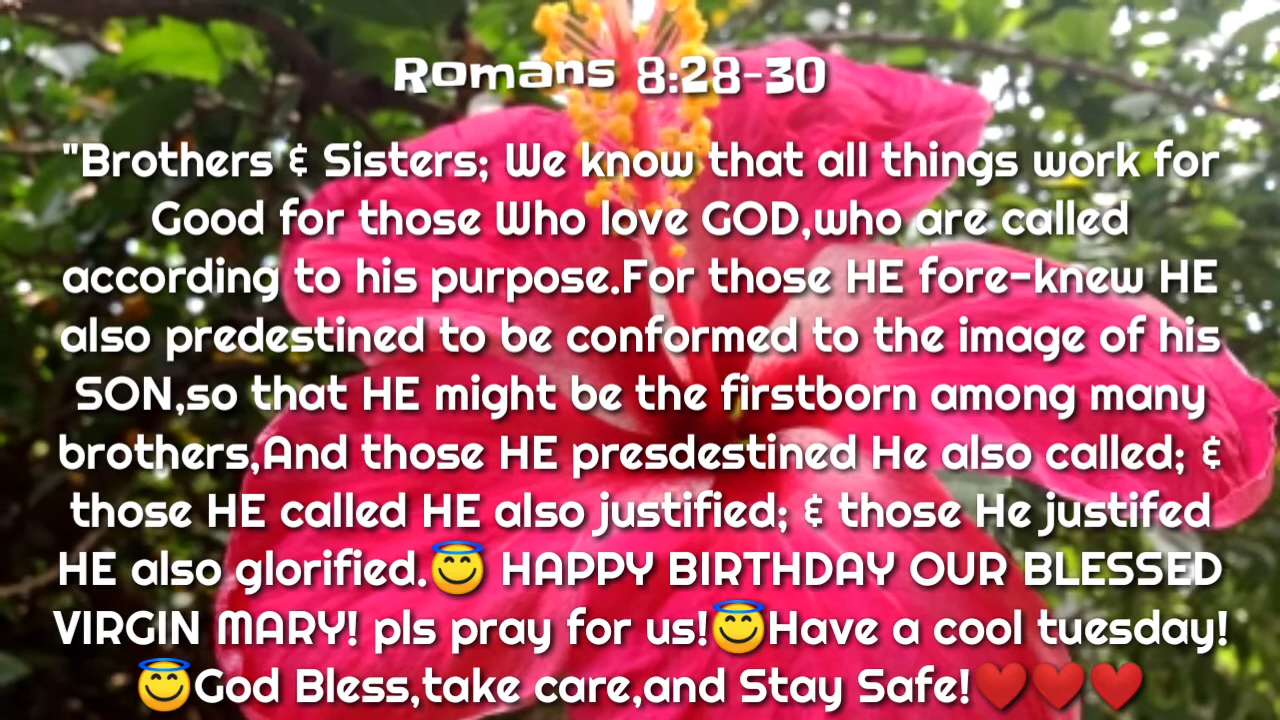 Romans 8:28-30
"Brothers & Sisters; We know that all things work for
Good for those Who love GOD,who are called
according to his purpose.For those HE fore-knew HE
also predestined to be conformed to the image of his
SON,so that HE might be the firstborn among many
brothers,And those HE presdestined He also called; &
those HE called HE also justified; & those He justifed
HE also glorified.😇 HAPPY BIRTHDAY OUR BLESSED
VIRGIN MARY! pls pray for us!😇Have a cool tuesday!
😇God Bless,take care,and Stay Safe!❤️❤️❤️